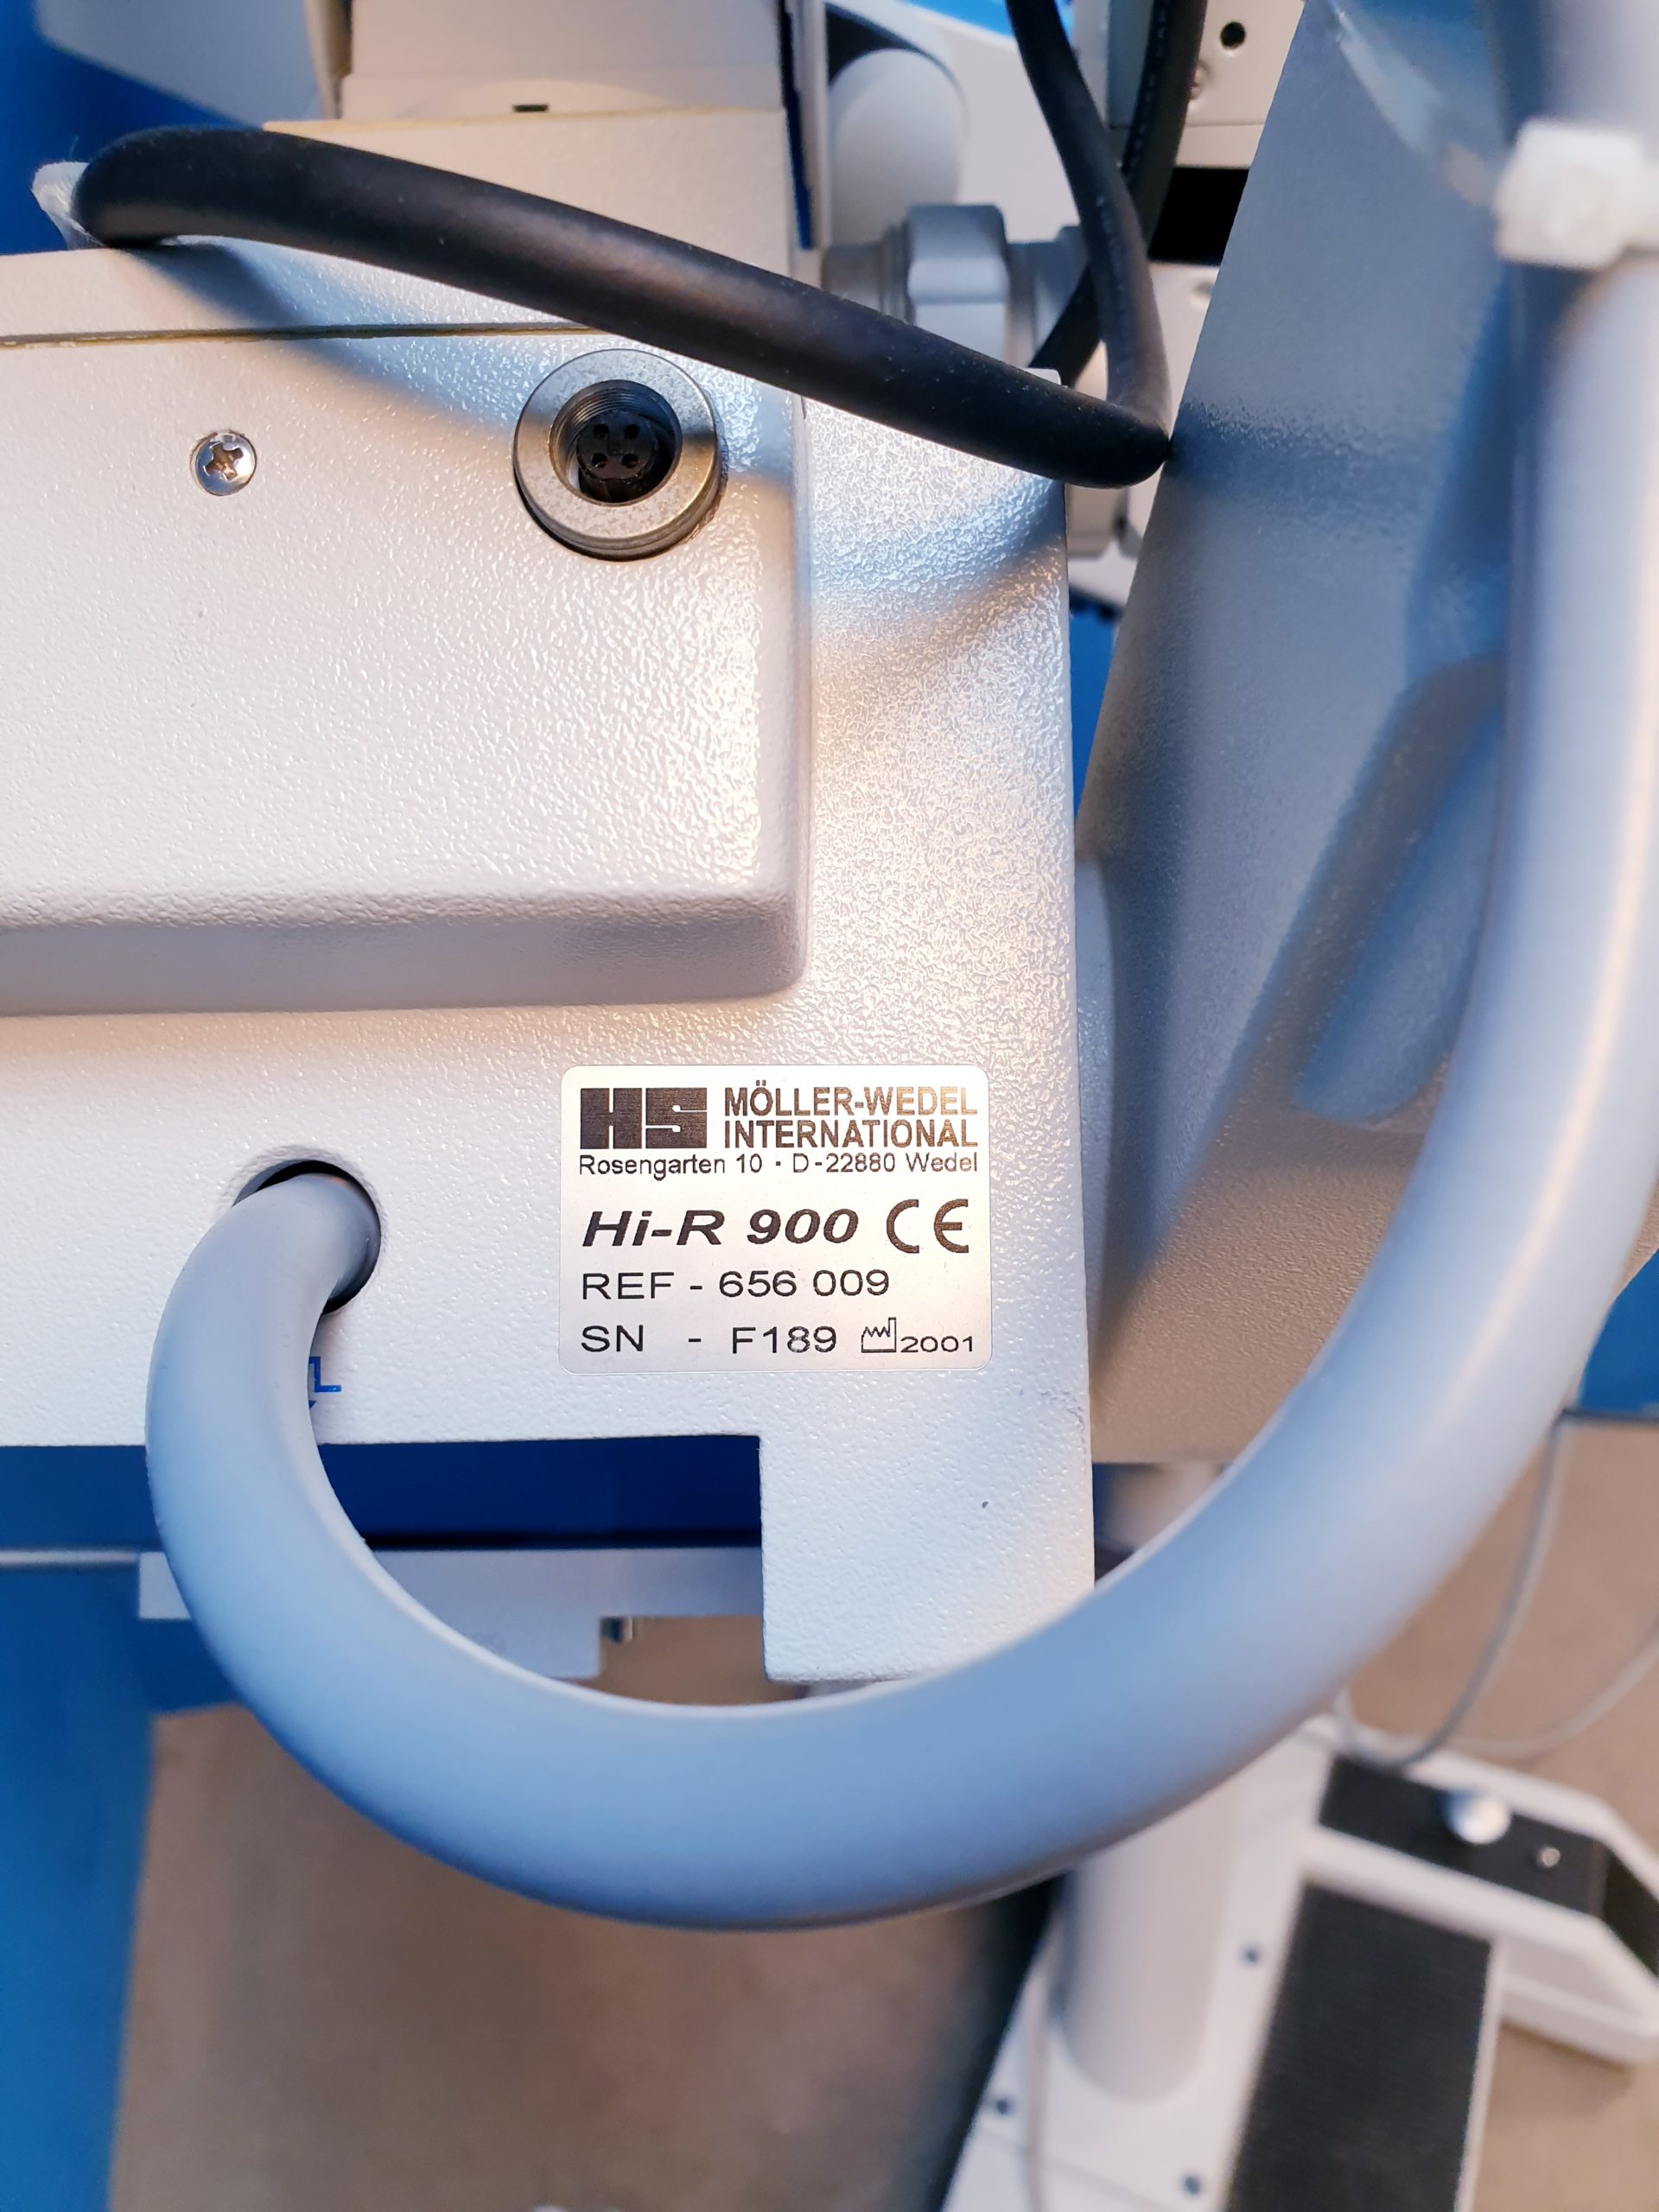 HS MÖLLER-WEDEL
INTERNATIONAL
Rosengarten 10 · D-22880 Wedel
Hi-R 900 CE
REF - 656 009
SN - F189 2001